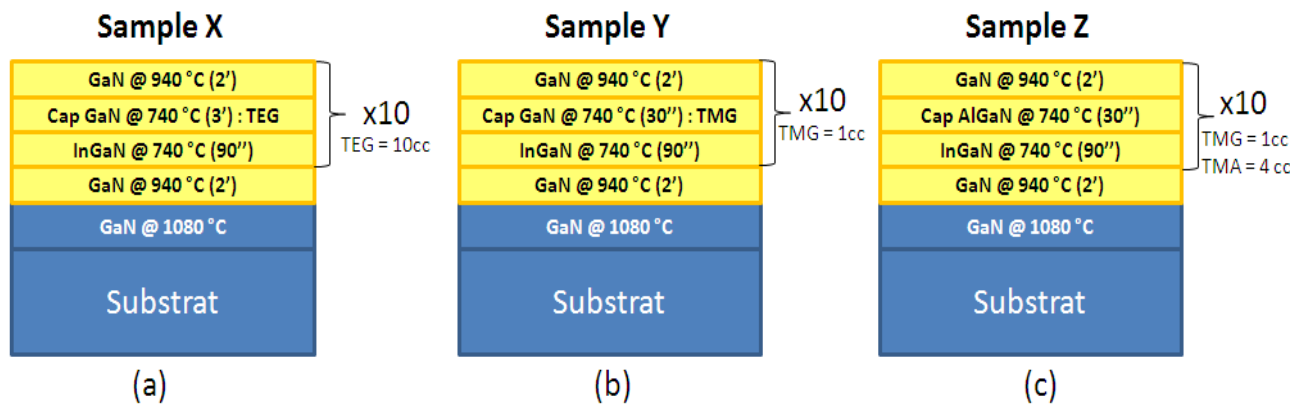 Sample X
GaN @ 940 °C (2’)
Cap GaN @ 740 °C (3’) : TEG
InGaN @ 740 °C (90’’)
GaN @ 940 °C (2’)
GaN @ 1080 °C
Substrat
x10
TEG = 10cc
(a)
Sample Y
GaN @ 940 °C (2’)
Cap GaN @ 740 °C (30’’) : TMG
InGaN @ 740 °C (90’’)
GaN @ 940 °C (2’)
GaN @ 1080 °C
Substrat
x10
TMG = 1cc
(b)
Sample Z
GaN @ 940 °C (2’)
Cap AlGaN @ 740 °C (30’’)
InGaN @ 740 °C (90’’)
GaN @ 940 °C (2’)
GaN @ 1080 °C
Substrat
x10
TMG = 1cc
TMA = 4 cc
(c)